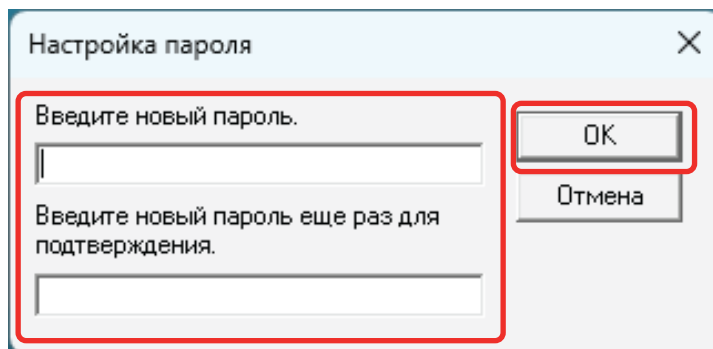 Настройка пароля
Введите новый пароль.
OK
Отмена
Введите новый пароль еще раз для
подтверждения.